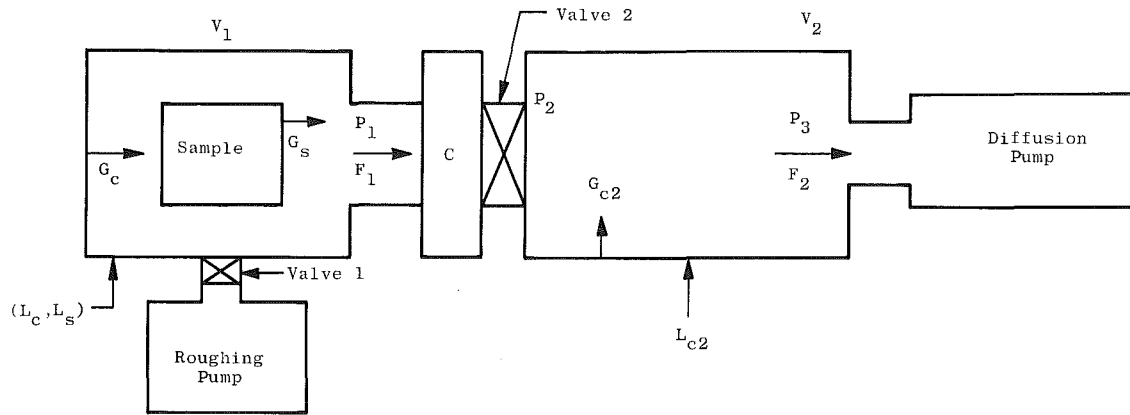 V1
Valve 2
V2
P2
P1
P3
Sample
Gs
Gc
F1
C
Diffusion
Pump
F2
Gc2
Valve 1
(Lc,Ls)
Lc2
Roughing
Pump